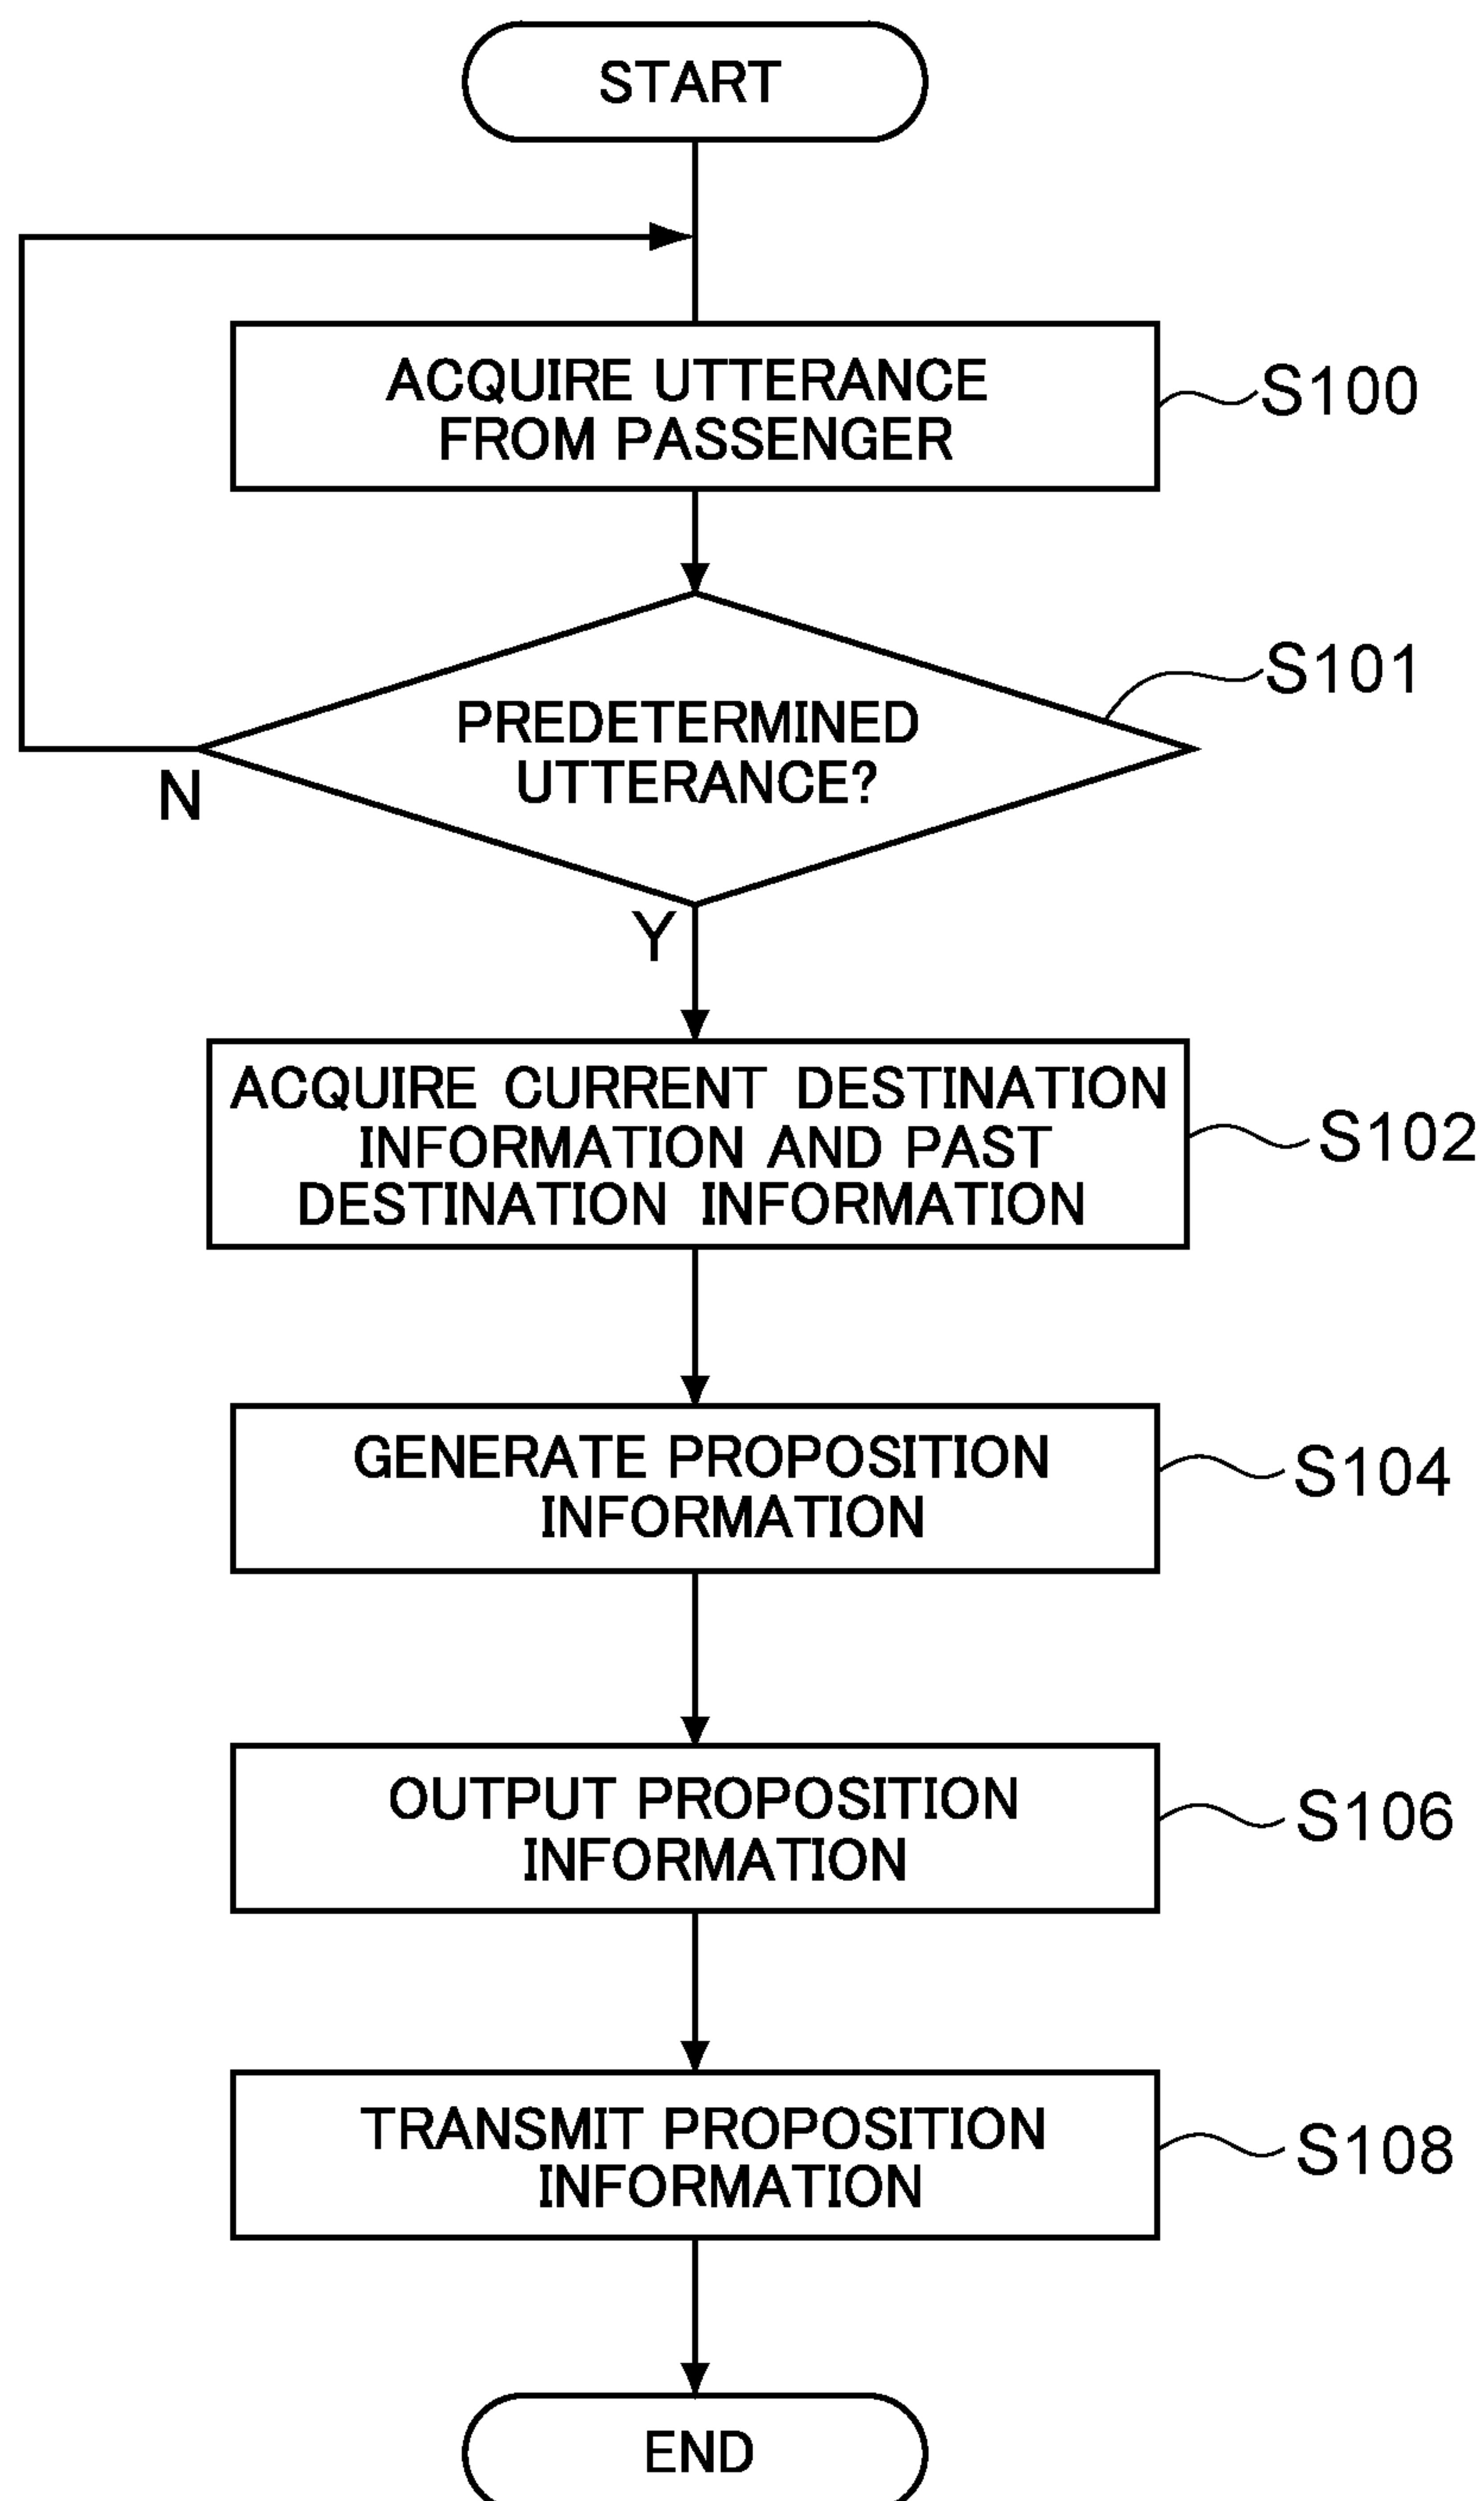 START
ACQUIRE UTTERANCE
FROM PASSENGER
S100
PREDETERMINED
UTTERANCE?
S101
N
Y
ACQUIRE CURRENT DESTINATION
INFORMATION AND PAST
DESTINATION INFORMATION
S102
GENERATE PROPOSITION
INFORMATION
S104
OUTPUT PROPOSITION
INFORMATION
S106
TRANSMIT PROPOSITION
INFORMATION
S108
END